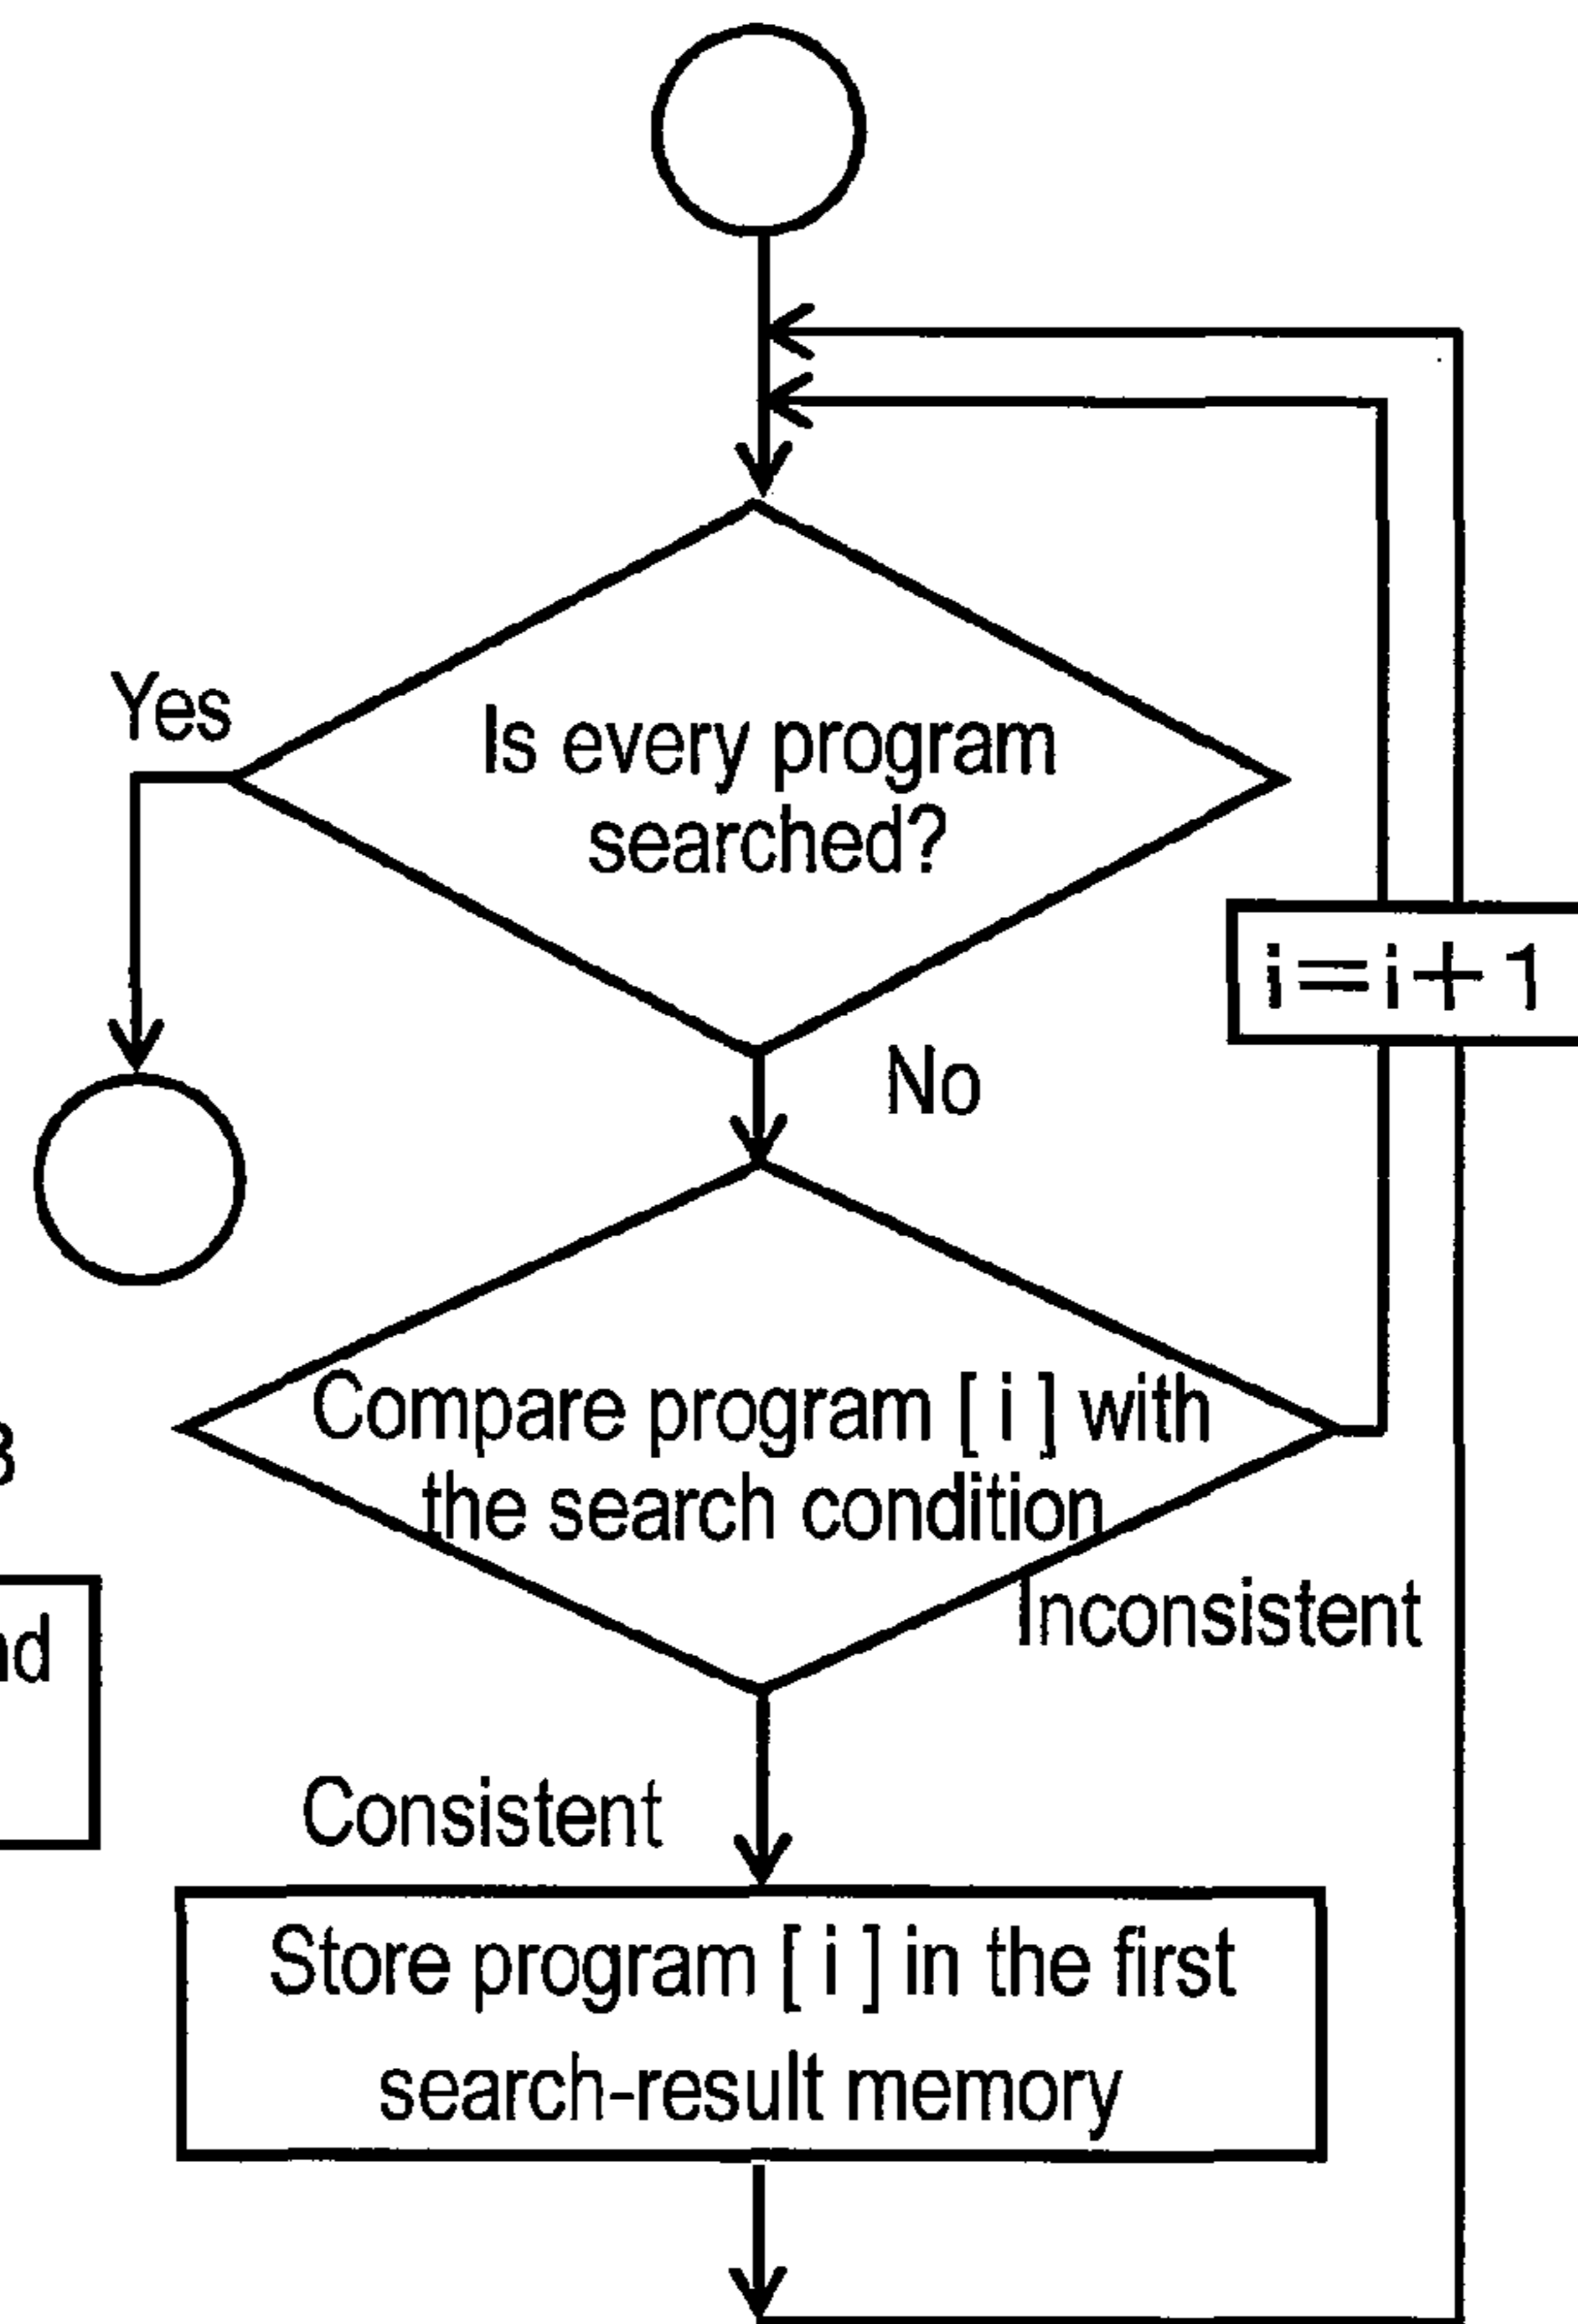 Yes
Is every program
searched?
i=i+1
No
Compare program [ i ] with
the search condition
Inconsistent
Consistent
Store program [ i ] in the first
search-result memory